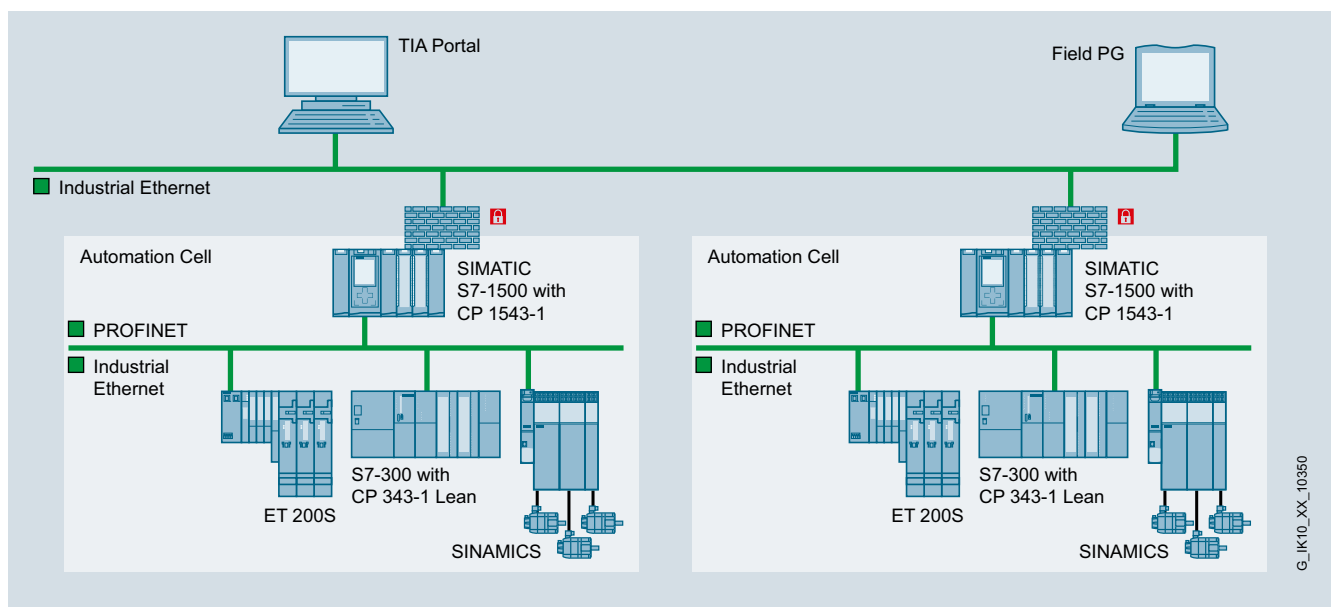 TIA Portal
Field PG
Industrial Ethernet
Automation Cell
SIMATIC
S7-1500 with
CP 1543-1
PROFINET
Industrial
Ethernet
ET 200S
S7-300 with
CP 343-1 Lean
SINAMICS
Automation Cell
SIMATIC
S7-1500 with
CP 1543-1
PROFINET
Industrial
Ethernet
ET 200S
S7-300 with
CP 343-1 Lean
SINAMICS
G_IK10_XX_10350